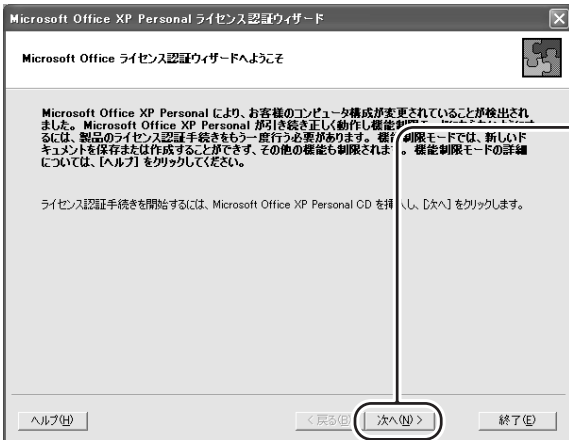 Microsoft Office XP Personal ライセンス認証ウィザード
Microsoft Office ライセンス認証ウィザードへようこそ
Microsoft Office XP Personal により、お客様のコンピュータ構成が変更されていることが検出され
ました。 Microsoft Office XP Personal が引き続き正しく動作し機能制限
るには、製品のライセンス認証手続きをもう一度行う必要があります。 機 制限モードでは、新しいド
キュメントを保存または作成することができず、その他の機能も制限されま 。 機能制限モードの詳細
については、[ヘルプ] をクリックしてください。
ライセンス認証手続きを開始するには、Microsoft Office XP Personal CD を挿 し、[次へ] をクリックします。
ヘルプ(H) < 戻る(B) 次へ(N) > 終了(E)